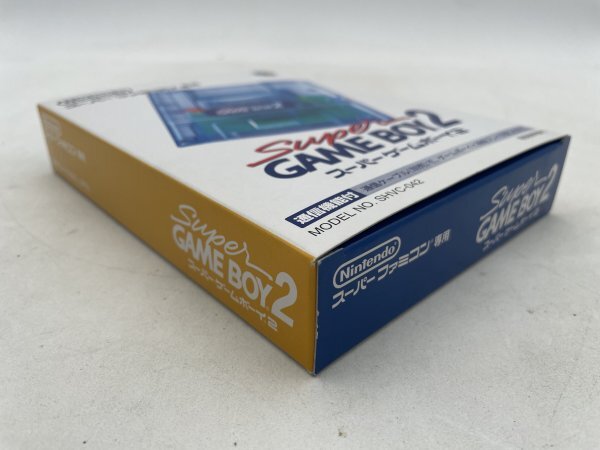 Super
GAME BOY 2
スーパーゲームボーイ2
通信機能付
MODEL NO. SHVC-042
Super
GAME BOY 2
スーパーゲームボーイ2
Nintendo
スーパーファミコン専用
Super
GAME BOY 2
スーパーゲームボーイ2